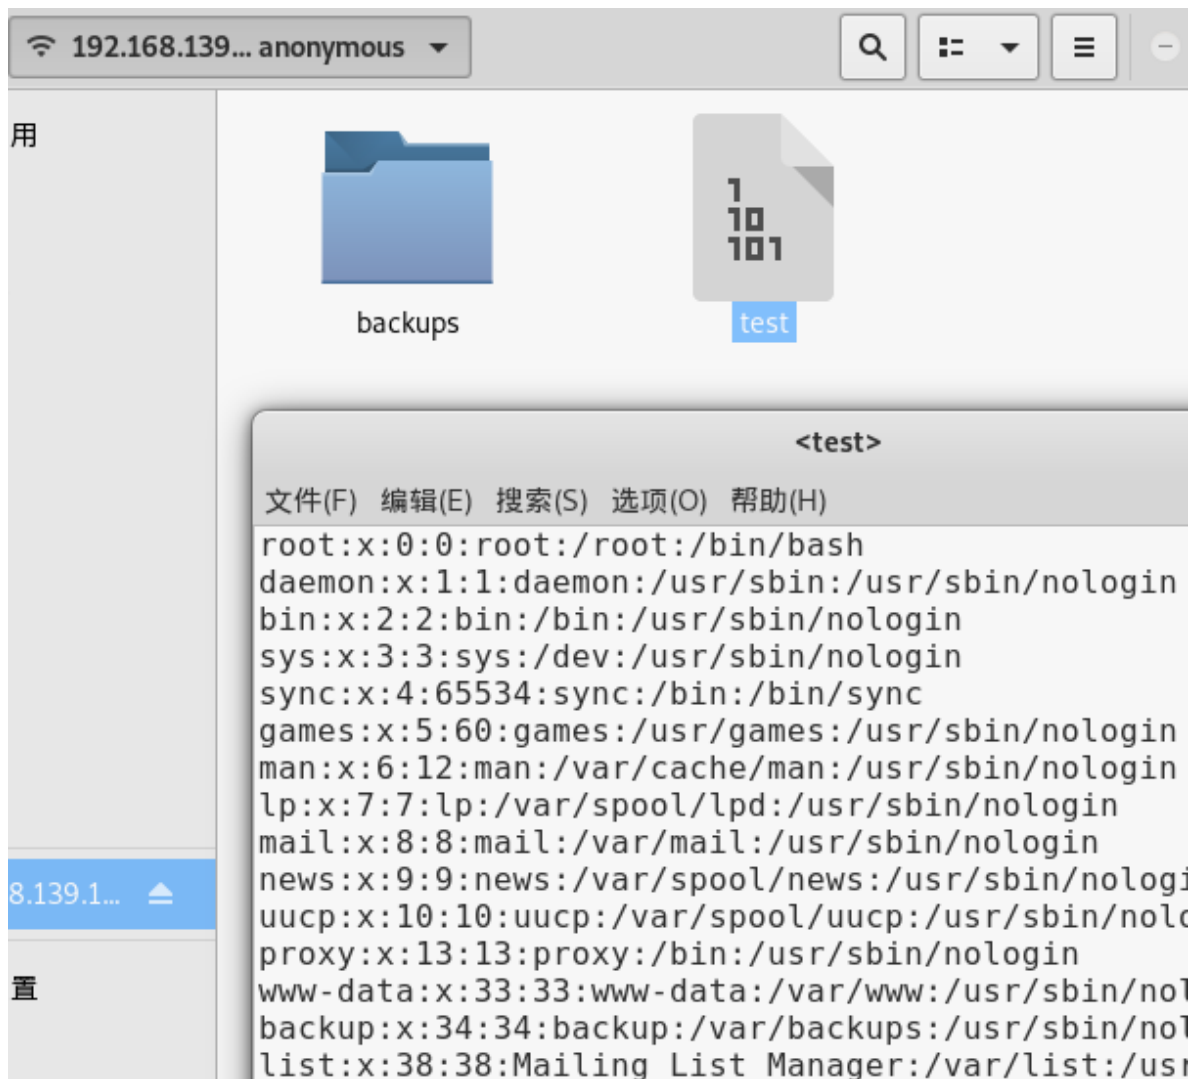 192.168.139... anonymous
用
1
10
101
backups
test
<test>
文件(F) 编辑(E) 搜索(S) 选项(O) 帮助(H)
root:x:0:0:root:/root:/bin/bash
daemon:x:1:1:daemon:/usr/sbin:/usr/sbin/nologin
bin:x:2:2:bin:/bin:/usr/sbin/nologin
sys:x:3:3:sys:/dev:/usr/sbin/nologin
sync:x:4:65534:sync:/bin:/bin/sync
games:x:5:60:games:/usr/games:/usr/sbin/nologin
man:x:6:12:man:/var/cache/man:/usr/sbin/nologin
lp:x:7:7:lp:/var/spool/lpd:/usr/sbin/nologin
mail:x:8:8:mail:/var/mail:/usr/sbin/nologin
news:x:9:9:news:/var/spool/news:/usr/sbin/nologi
uucp:x:10:10:uucp:/var/spool/uucp:/usr/sbin/nolo
proxy:x:13:13:proxy:/bin:/usr/sbin/nologin
www-data:x:33:33:www-data:/var/www:/usr/sbin/nol
backup:x:34:34:backup:/var/backups:/usr/sbin/nol
list:x:38:38:Mailing List Manager:/var/list:/usr
8.139.1...
置